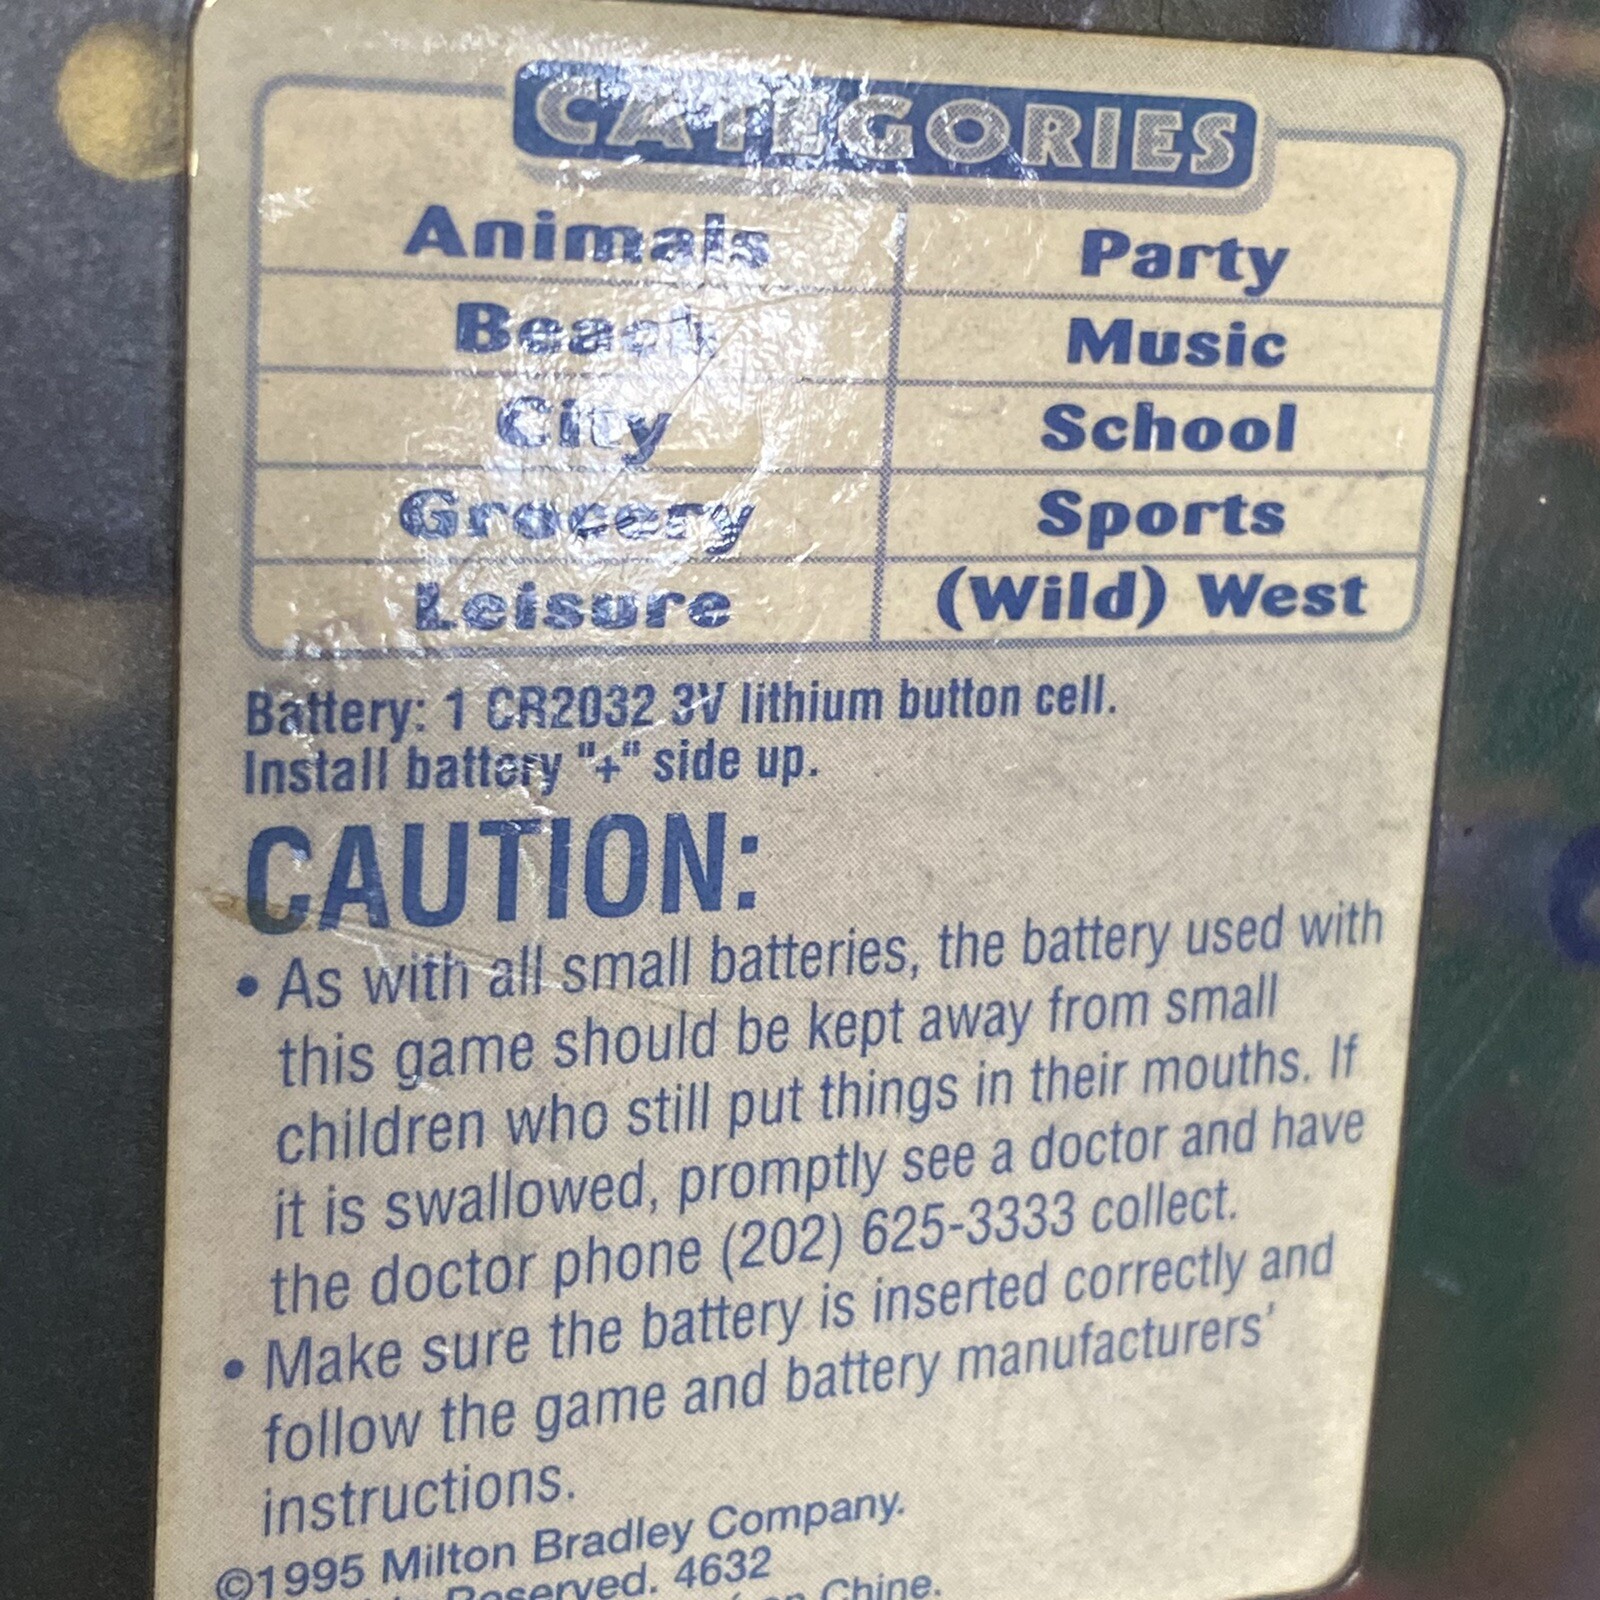 CATEGORIES
Animals Party
Beach Music
City School
Grocery Sports
Leisure (Wild) West
Battery: 1 CR2032 3V lithium button cell.
Install battery "+" side up.
CAUTION:
• As with all small batteries, the battery used with
this game should be kept away from small
children who still put things in their mouths. If
it is swallowed, promptly see a doctor and have
the doctor phone (202) 625-3333 collect.
• Make sure the battery is inserted correctly and
follow the game and battery manufacturers'
instructions.
©1995 Milton Bradley Company.
Reserved. 4632
Chine.